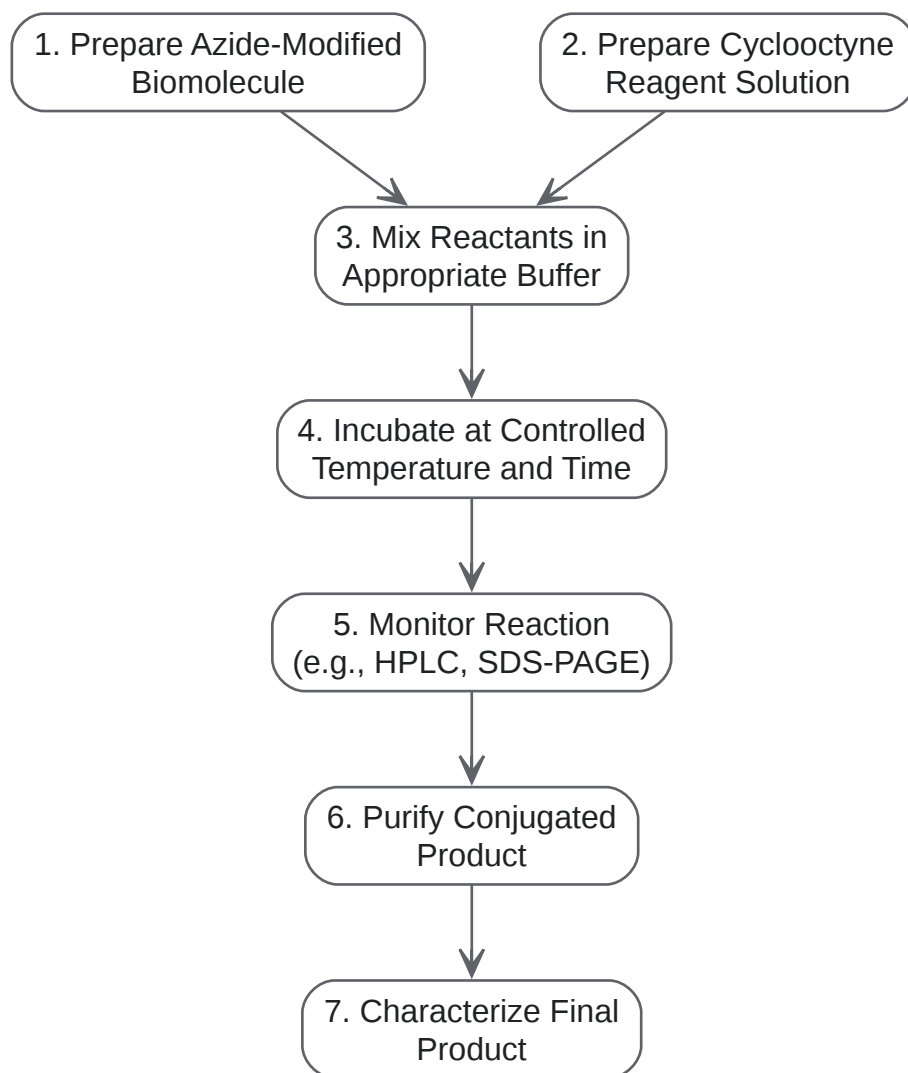 1. Prepare Azide-Modified
Biomolecule
2. Prepare Cyclooctyne
Reagent Solution
3. Mix Reactants in
Appropriate Buffer
4. Incubate at Controlled
Temperature and Time
5. Monitor Reaction
(e.g., HPLC, SDS-PAGE)
6. Purify Conjugated
Product
7. Characterize Final
Product